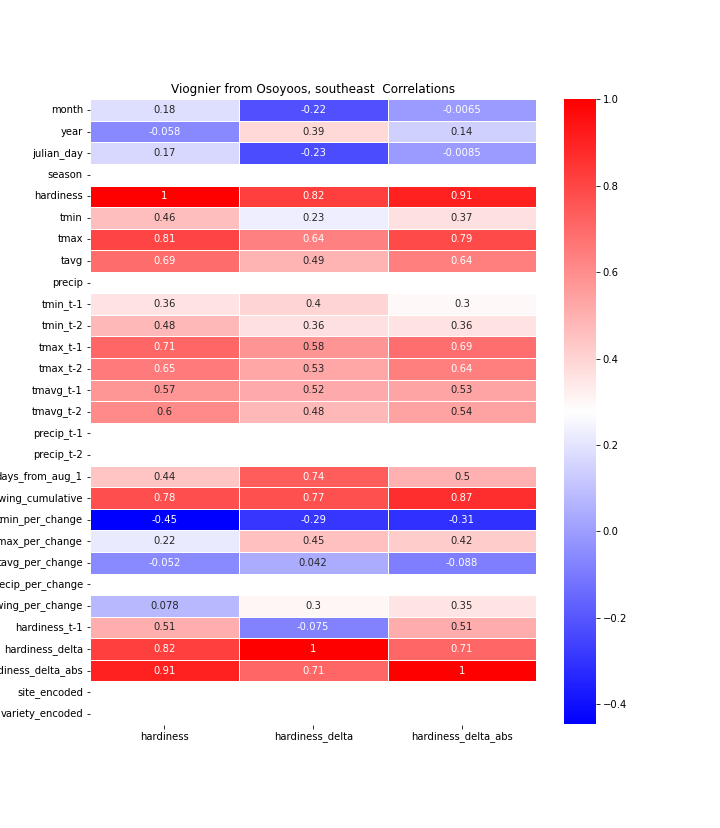 Viognier from Osoyoos, southeast  Correlations
month 0.18 -0.22 -0.0065
year -0.058 0.39 0.14
julian_day 0.17 -0.23 -0.0085
season
hardiness 1 0.82 0.91
tmin 0.46 0.23 0.37
tmax 0.81 0.64 0.79
tavg 0.69 0.49 0.64
precip
tmin_t-1 0.36 0.4 0.3
tmin_t-2 0.48 0.36 0.36
tmax_t-1 0.71 0.58 0.69
tmax_t-2 0.65 0.53 0.64
tmavg_t-1 0.57 0.52 0.53
tmavg_t-2 0.6 0.48 0.54
precip_t-1
precip_t-2
days_from_aug_1 0.44 0.74 0.5
wing_cumulative 0.78 0.77 0.87
tmin_per_change -0.45 -0.29 -0.31
max_per_change 0.22 0.45 0.42
tavg_per_change -0.052 0.042 -0.088
ecip_per_change
wing_per_change 0.078 0.3 0.35
hardiness_t-1 0.51 -0.075 0.51
hardiness_delta 0.82 1 0.71
diness_delta_abs 0.91 0.71 1
site_encoded
variety_encoded
hardiness hardiness_delta hardiness_delta_abs
1.0
0.8
0.6
0.4
0.2
0.0
−0.2
−0.4